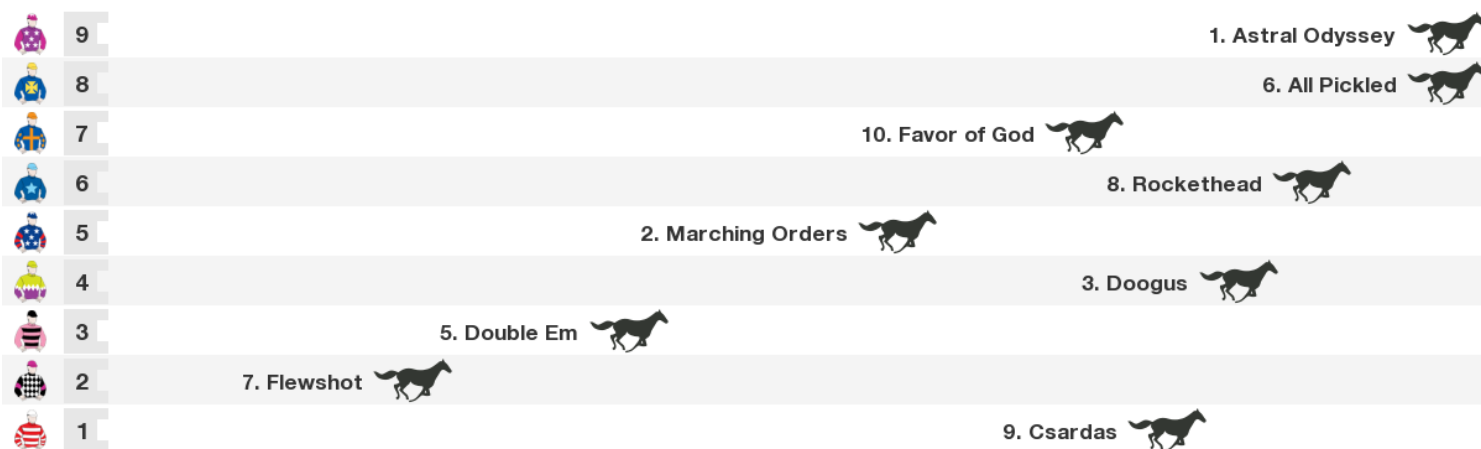 9 1. Astral Odyssey
8 6. All Pickled
7 10. Favor of God
6 8. Rockethead
5 2. Marching Orders
4 3. Doogus
3 5. Double Em
2 7. Flewshot
1 9. Csardas